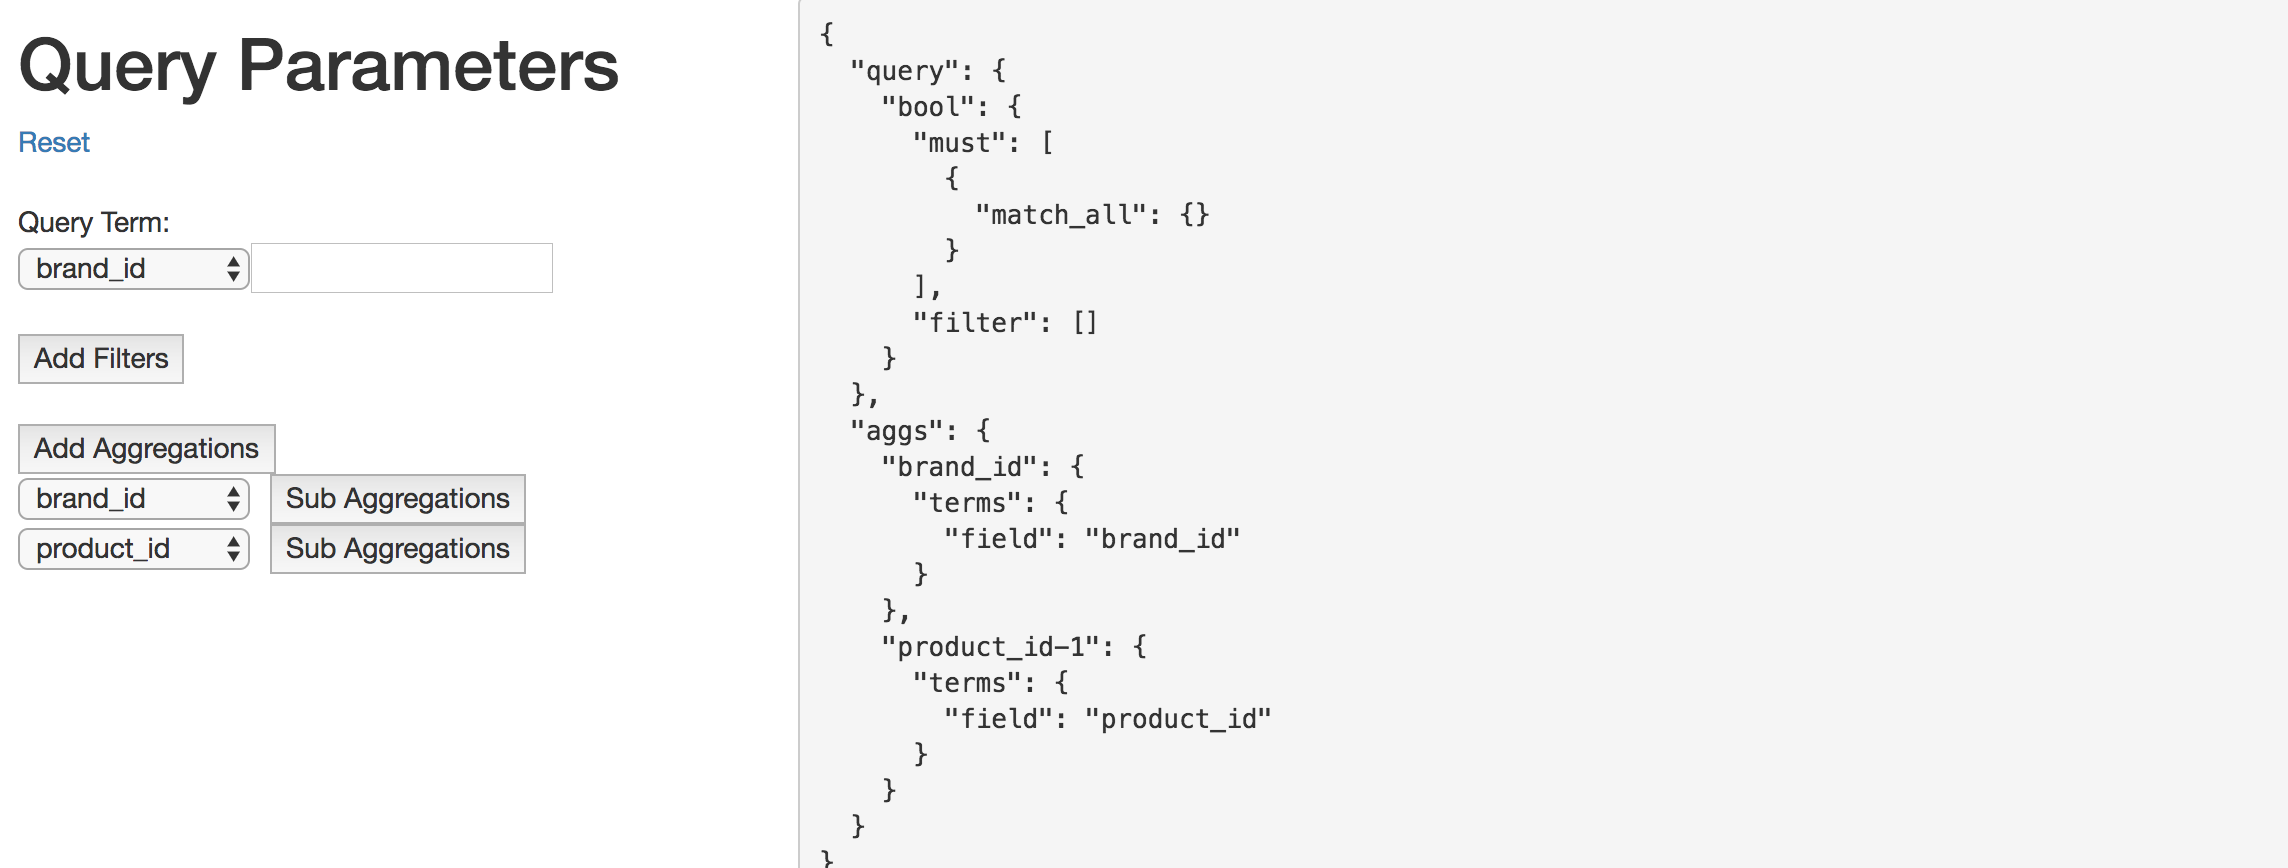 Query Parameters
Reset
Query Term:
brand_id
Add Filters
Add Aggregations
brand_id Sub Aggregations
product_id Sub Aggregations
{
  "query": {
    "bool": {
      "must": [
        {
          "match_all": {}
        }
      ],
      "filter": []
    }
  },
  "aggs": {
    "brand_id": {
      "terms": {
        "field": "brand_id"
      }
    },
    "product_id-1": {
      "terms": {
        "field": "product_id"
      }
    }
  }
}